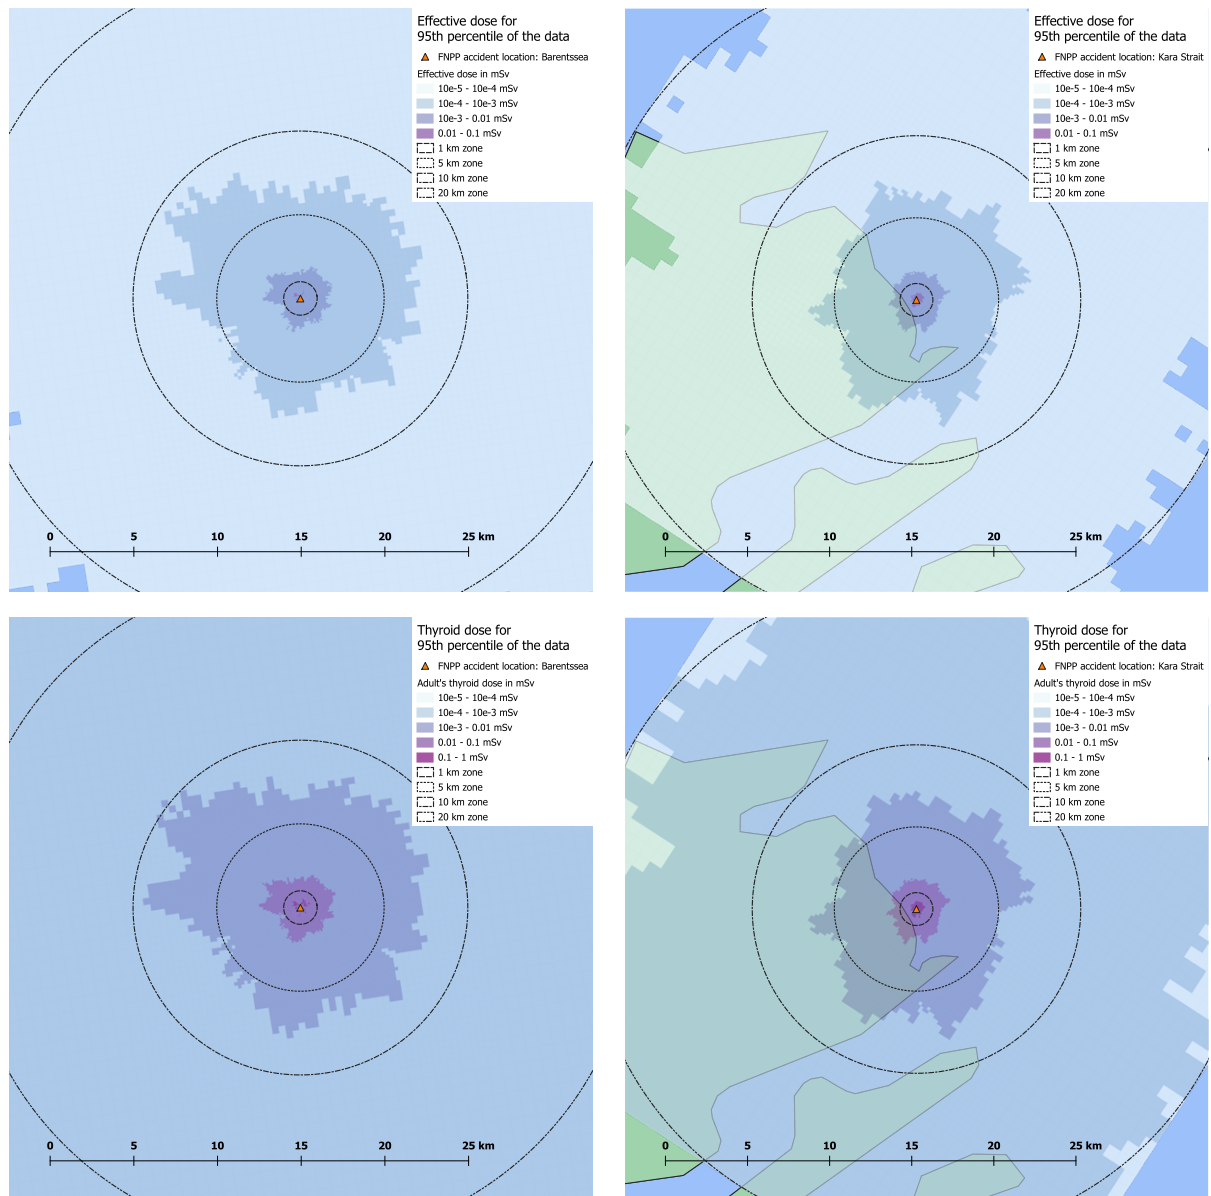 Effective dose for
95th percentile of the data
FNPP accident location: Barentssea
Effective dose in mSv
10e-5 - 10e-4 mSv
10e-4 - 10e-3 mSv
10e-3 - 0.01 mSv
0.01 - 0.1 mSv
1 km zone
5 km zone
10 km zone
20 km zone
0 5 10 15 20 25 km
Effective dose for
95th percentile of the data
FNPP accident location: Kara Strait
Effective dose in mSv
10e-5 - 10e-4 mSv
10e-4 - 10e-3 mSv
10e-3 - 0.01 mSv
0.01 - 0.1 mSv
1 km zone
5 km zone
10 km zone
20 km zone
0 5 10 15 20 25 km
Thyroid dose for
95th percentile of the data
FNPP accident location: Barentssea
Adult's thyroid dose in mSv
10e-5 - 10e-4 mSv
10e-4 - 10e-3 mSv
10e-3 - 0.01 mSv
0.01 - 0.1 mSv
0.1 - 1 mSv
1 km zone
5 km zone
10 km zone
20 km zone
0 5 10 15 20 25 km
Thyroid dose for
95th percentile of the data
FNPP accident location: Kara Strait
Adult's thyroid dose in mSv
10e-5 - 10e-4 mSv
10e-4 - 10e-3 mSv
10e-3 - 0.01 mSv
0.01 - 0.1 mSv
0.1 - 1 mSv
1 km zone
5 km zone
10 km zone
20 km zone
0 5 10 15 20 25 km